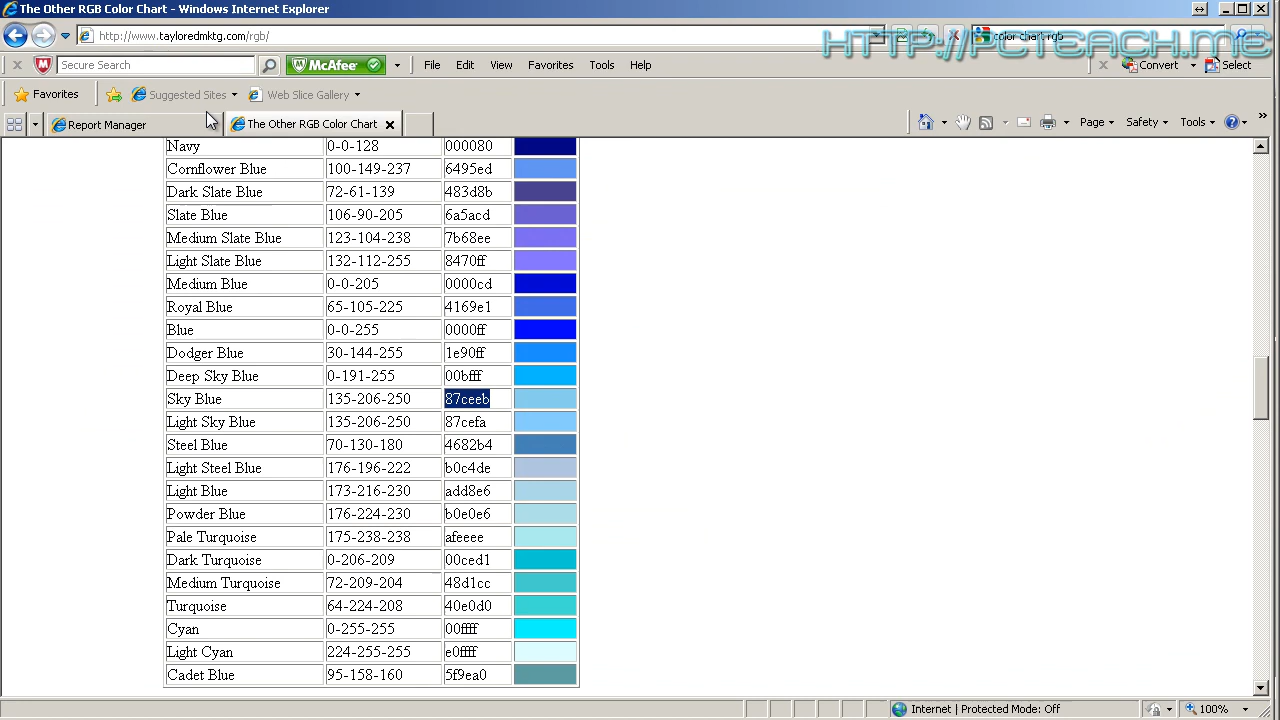 The Other RGB Color Chart - Windows Internet Explorer
http://www.tayloredmktg.com/rgb/
color chart rgb
HTTP://PCTEACH.ME
Secure Search
McAfee
File Edit View Favorites Tools Help
Convert
Select
Favorites
Suggested Sites
Web Slice Gallery
Report Manager
The Other RGB Color Chart
Page
Safety
Tools
Navy 0-0-128 000080
Cornflower Blue 100-149-237 6495ed
Dark Slate Blue 72-61-139 483d8b
Slate Blue 106-90-205 6a5acd
Medium Slate Blue 123-104-238 7b68ee
Light Slate Blue 132-112-255 8470ff
Medium Blue 0-0-205 0000cd
Royal Blue 65-105-225 4169e1
Blue 0-0-255 0000ff
Dodger Blue 30-144-255 1e90ff
Deep Sky Blue 0-191-255 00bfff
Sky Blue 135-206-250 87ceeb
Light Sky Blue 135-206-250 87cefa
Steel Blue 70-130-180 4682b4
Light Steel Blue 176-196-222 b0c4de
Light Blue 173-216-230 add8e6
Powder Blue 176-224-230 b0e0e6
Pale Turquoise 175-238-238 afeeee
Dark Turquoise 0-206-209 00ced1
Medium Turquoise 72-209-204 48d1cc
Turquoise 64-224-208 40e0d0
Cyan 0-255-255 00ffff
Light Cyan 224-255-255 e0ffff
Cadet Blue 95-158-160 5f9ea0
Internet | Protected Mode: Off
100%